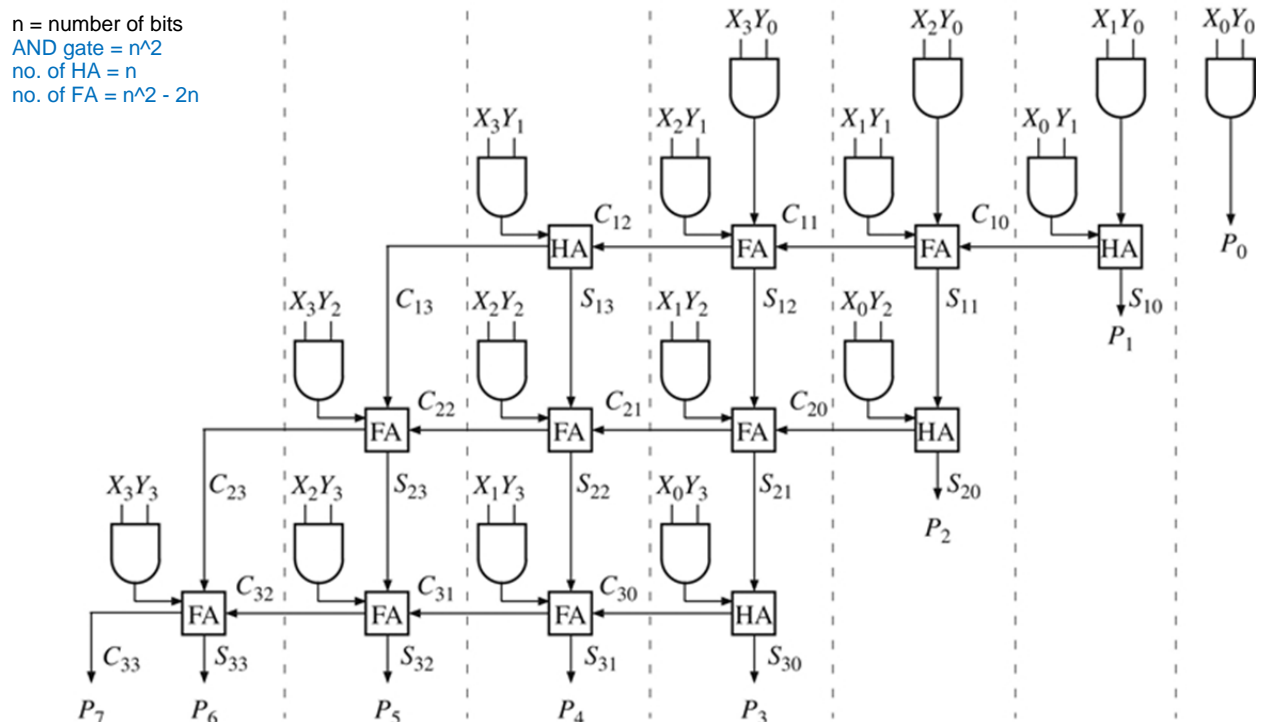 n = number of bits
AND gate = n^2
no. of HA = n
no. of FA = n^2 - 2n
X₃Y₀ X₂Y₀ X₁Y₀ X₀Y₀
X₃Y₁ X₂Y₁ X₁Y₁ X₀ Y₁
C₁₂ C₁₁ C₁₀
HA FA FA HA P₀
X₃Y₂ C₁₃ X₂Y₂ S₁₃ X₁Y₂ S₁₂ X₀Y₂ S₁₁ S₁₀
P₁
C₂₂ C₂₁ C₂₀
FA FA FA HA
X₃Y₃ C₂₃ X₂Y₃ S₂₃ X₁Y₃ S₂₂ X₀Y₃ S₂₁ S₂₀
P₂
C₃₂ C₃₁ C₃₀
FA FA FA HA
C₃₃ S₃₃ S₃₂ S₃₁ S₃₀
P₇ P₆ P₅ P₄ P₃